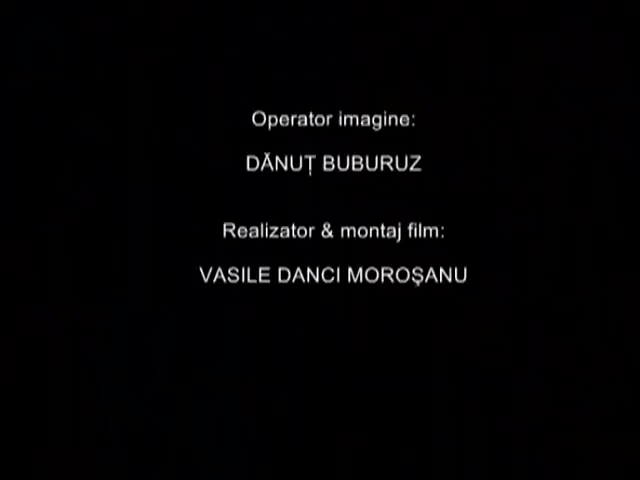 Operator imagine:
DĂNUȚ BUBURUZ
Realizator & montaj film:
VASILE DANCI MOROȘANU